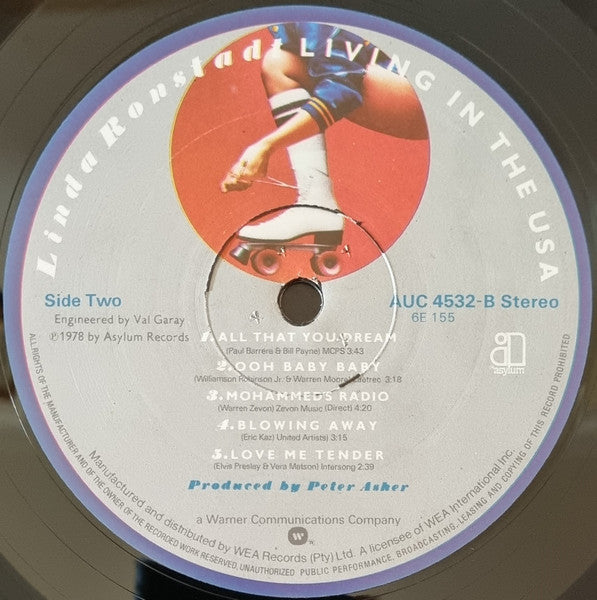 Linda Ronstadt LIVING IN THE USA
Side Two
Engineered by Val Garay
℗1978 by Asylum Records
AUC 4532-B Stereo
6E 155
asylum
1.ALL THAT YOU DREAM
(Paul Barrera & Bill Payne) MCPS 3:43
2.OOH BABY BABY
(Williamson Robinson Jr. & Warren Moore) 3:18
3.MOHAMMEDS RADIO
(Warren Zevon) Zevon Music (Direct) 4:20
4.BLOWING AWAY
(Eric Kaz) United Artists) 3:15
5.LOVE ME TENDER
(Elvis Presley & Vera Matson) Intersong 2:39
Produced by Peter Asher
a Warner Communications Company
Manufactured and distributed by WEA Records (Pty) Ltd. A licensee of WEA International Inc.
ALL RIGHTS OF THE MANUFACTURER AND OF THE OWNER OF THE RECORDED WORK RESERVED, UNAUTHORIZED PUBLIC PERFORMANCE, BROADCASTING, LEASING AND COPYING OF THIS RECORD PROHIBITED